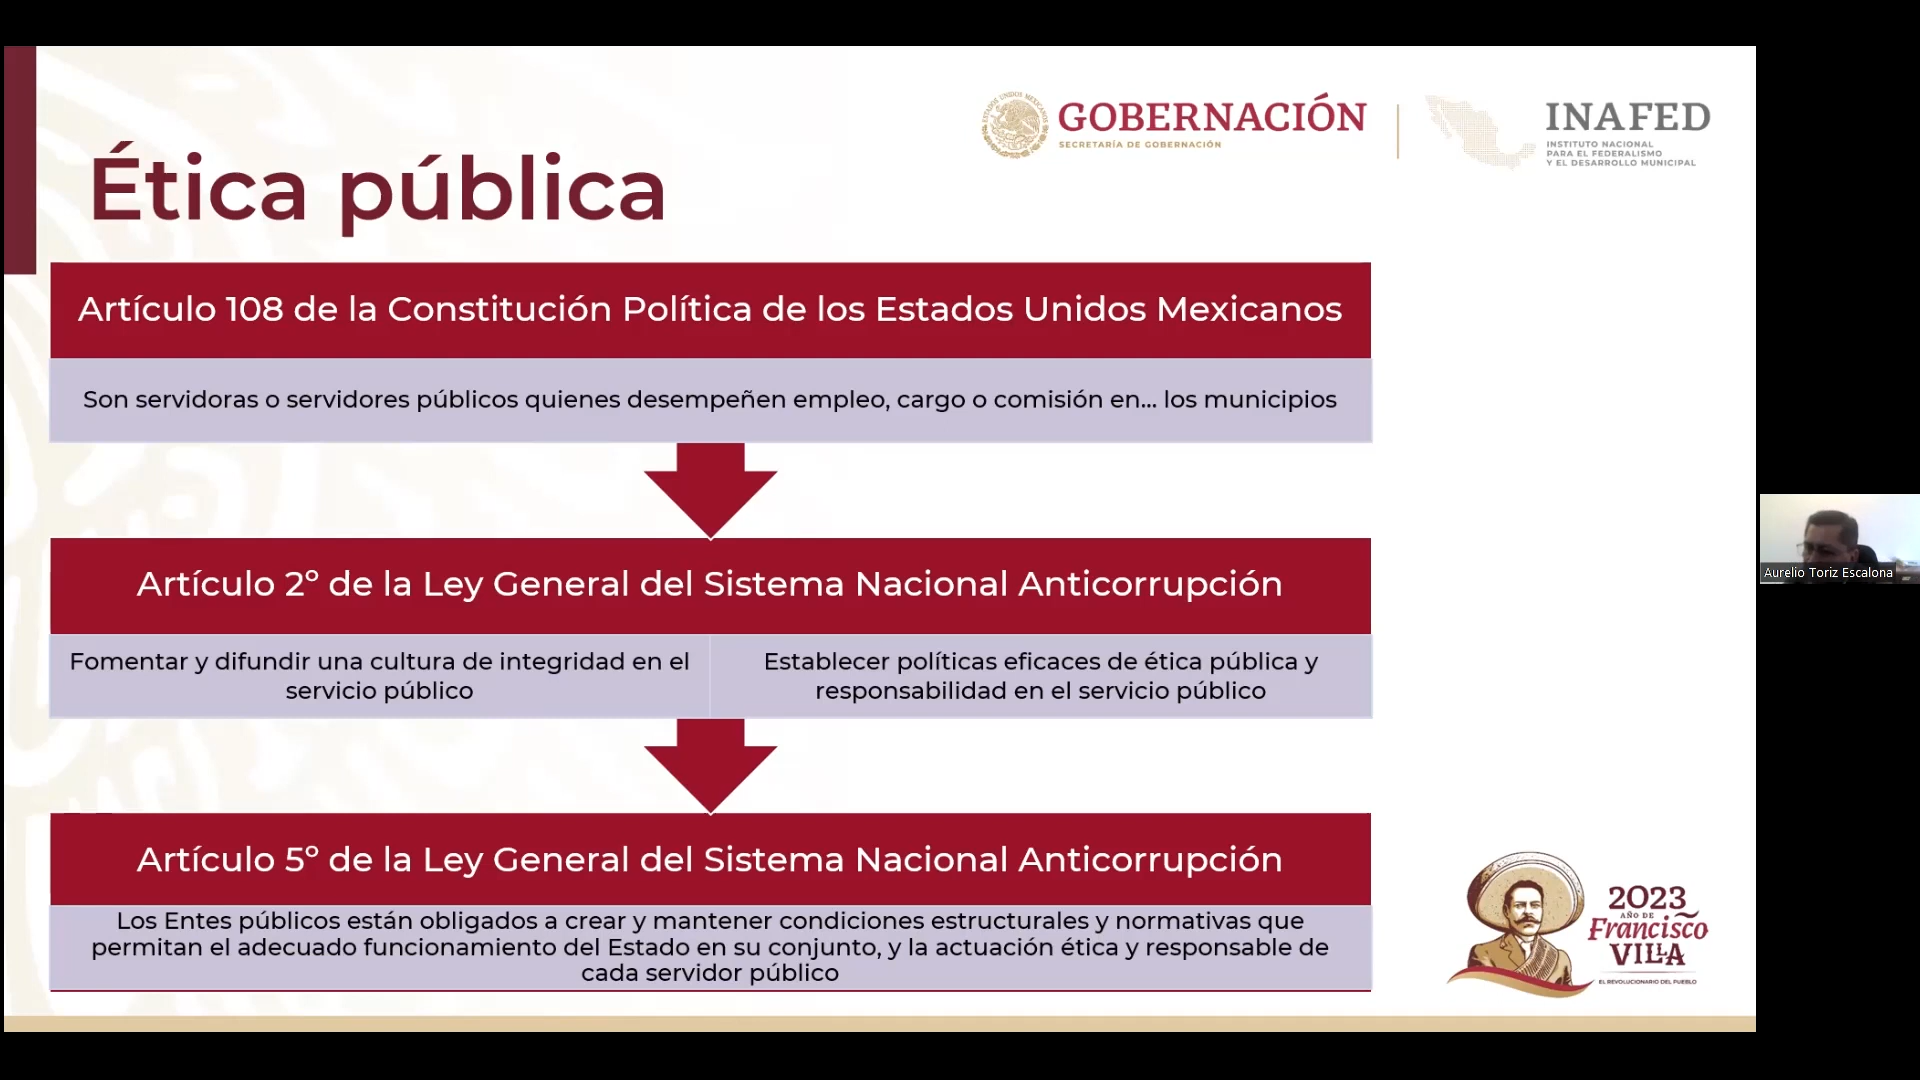 GOBERNACIÓN
SECRETARÍA DE GOBERNACIÓN
INAFED
INSTITUTO NACIONAL
PARA EL FEDERALISMO
Y EL DESARROLLO MUNICIPAL
Ética pública
Artículo 108 de la Constitución Política de los Estados Unidos Mexicanos
Son servidoras o servidores públicos quienes desempeñen empleo, cargo o comisión en... los municipios
Artículo 2º de la Ley General del Sistema Nacional Anticorrupción
Fomentar y difundir una cultura de integridad en el
servicio público
Establecer políticas eficaces de ética pública y
responsabilidad en el servicio público
Artículo 5º de la Ley General del Sistema Nacional Anticorrupción
Los Entes públicos están obligados a crear y mantener condiciones estructurales y normativas que
permitan el adecuado funcionamiento del Estado en su conjunto, y la actuación ética y responsable de
cada servidor público
2023
AÑO DE
Francisco
VILLA
EL REVOLUCIONARIO DEL PUEBLO
Aurelio Toriz Escalona
ESTADOS UNIDOS MEXICANOS